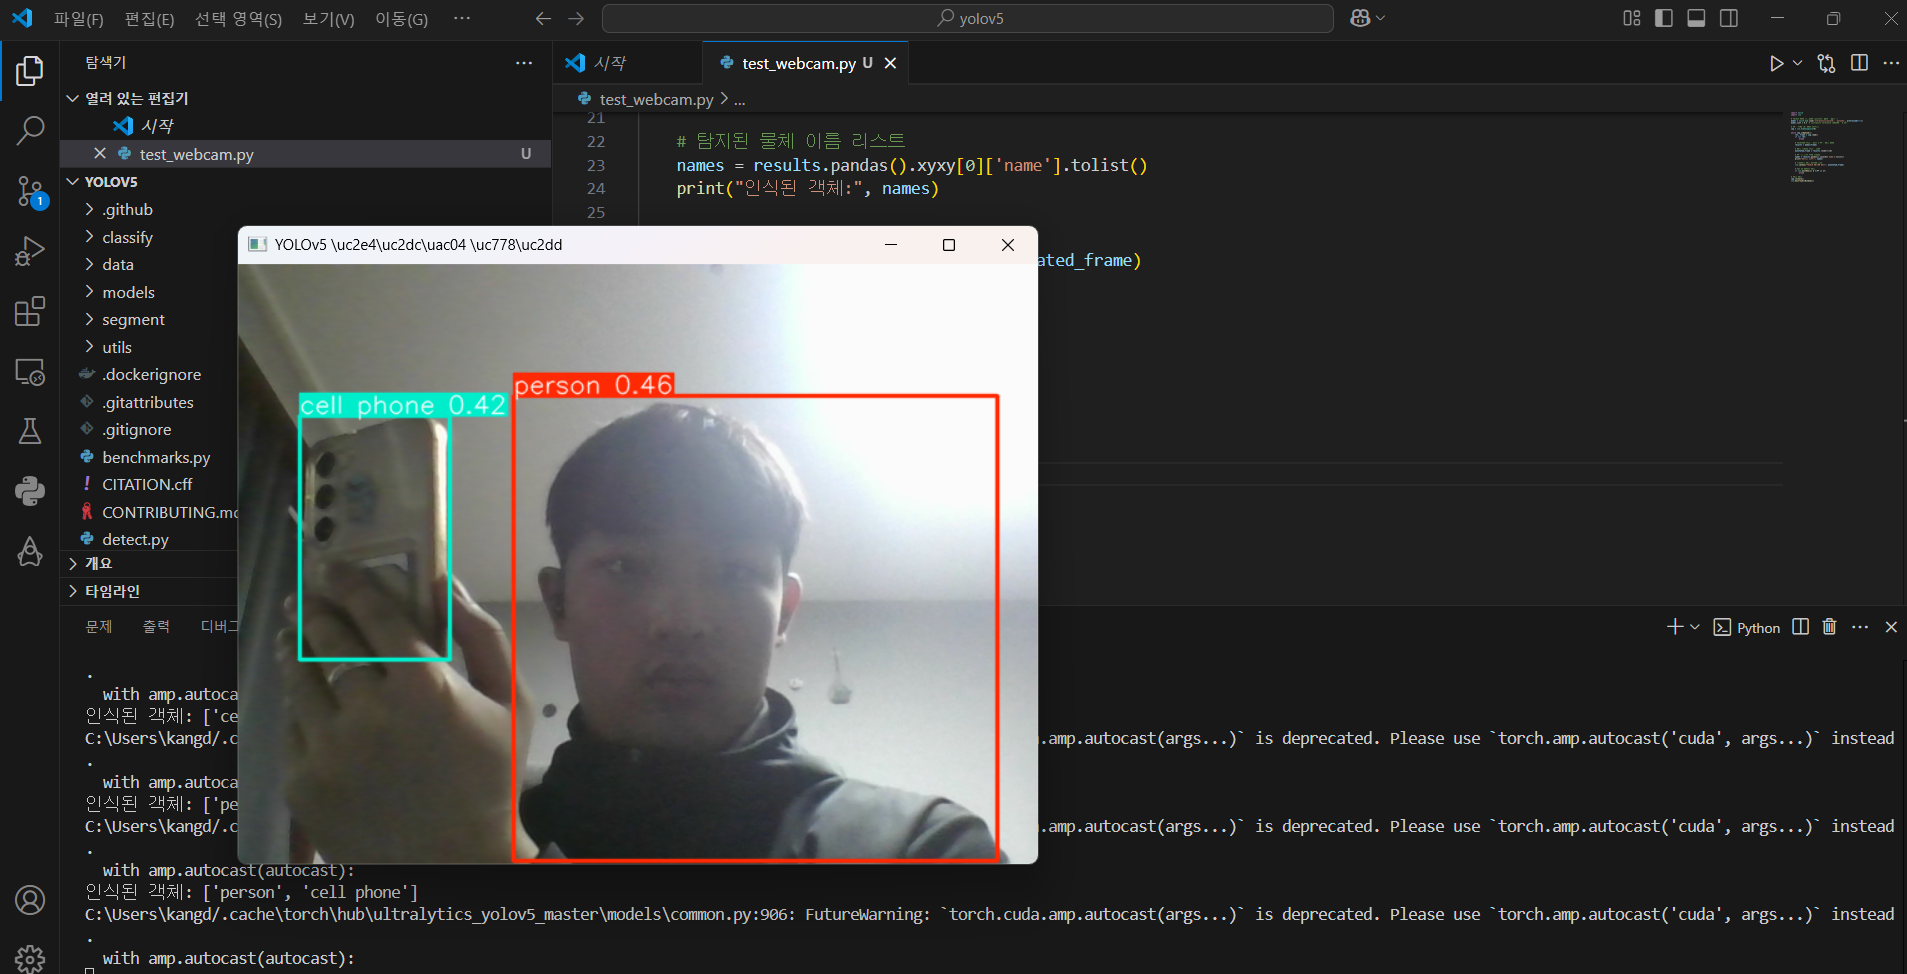 파일(F) 편집(E) 선택 영역(S) 보기(V) 이동(G) ··· yolov5
탐색기
열려 있는 편집기
시작
test_webcam.py U
YOLOV5
.github
classify
data
models
segment
utils
.dockerignore
.gitattributes
.gitignore
benchmarks.py
CITATION.cff
CONTRIBUTING.mc
detect.py
개요
타임라인
1
시작 test_webcam.py U
test_webcam.py > ...
21
22 # 탐지된 물체 이름 리스트
23 names = results.pandas().xyxy[0]['name'].tolist()
24 print("인식된 객체:", names)
25
ated_frame)
YOLOv5 \uc2e4\uc2dc\uac04 \uc778\uc2dd
person 0.46
cell phone 0.42
문제 출력 디버그
Python
.
with amp.autoca
인식된 객체: ['ce
C:\Users\kangd/.c
.amp.autocast(args...)` is deprecated. Please use `torch.amp.autocast('cuda', args...)` instead
.
with amp.autoca
인식된 객체: ['pe
C:\Users\kangd/.c
.amp.autocast(args...)` is deprecated. Please use `torch.amp.autocast('cuda', args...)` instead
.
with amp.autocast(autocast):
인식된 객체: ['person', 'cell phone']
C:\Users\kangd/.cache\torch\hub\ultralytics_yolov5_master\models\common.py:906: FutureWarning: `torch.cuda.amp.autocast(args...)` is deprecated. Please use `torch.amp.autocast('cuda', args...)` instead
.
with amp.autocast(autocast):